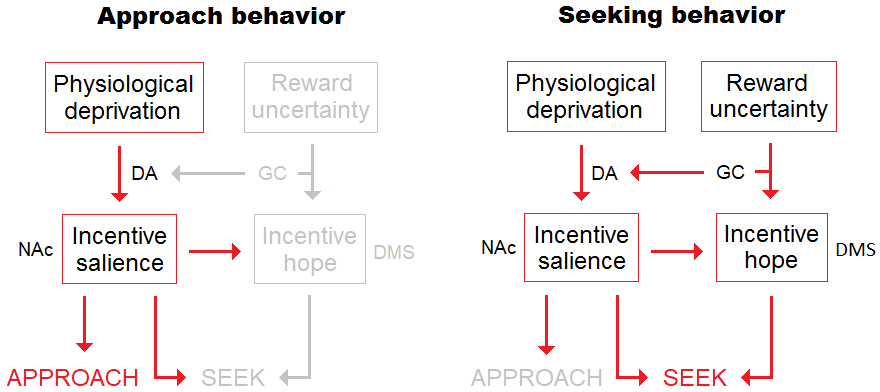 Approach behavior
Physiological
deprivation
Reward
uncertainty
DA
GC
NAc
Incentive
salience
Incentive
hope
DMS
APPROACH
SEEK
Seeking behavior
Physiological
deprivation
Reward
uncertainty
DA
GC
NAc
Incentive
salience
Incentive
hope
DMS
APPROACH
SEEK